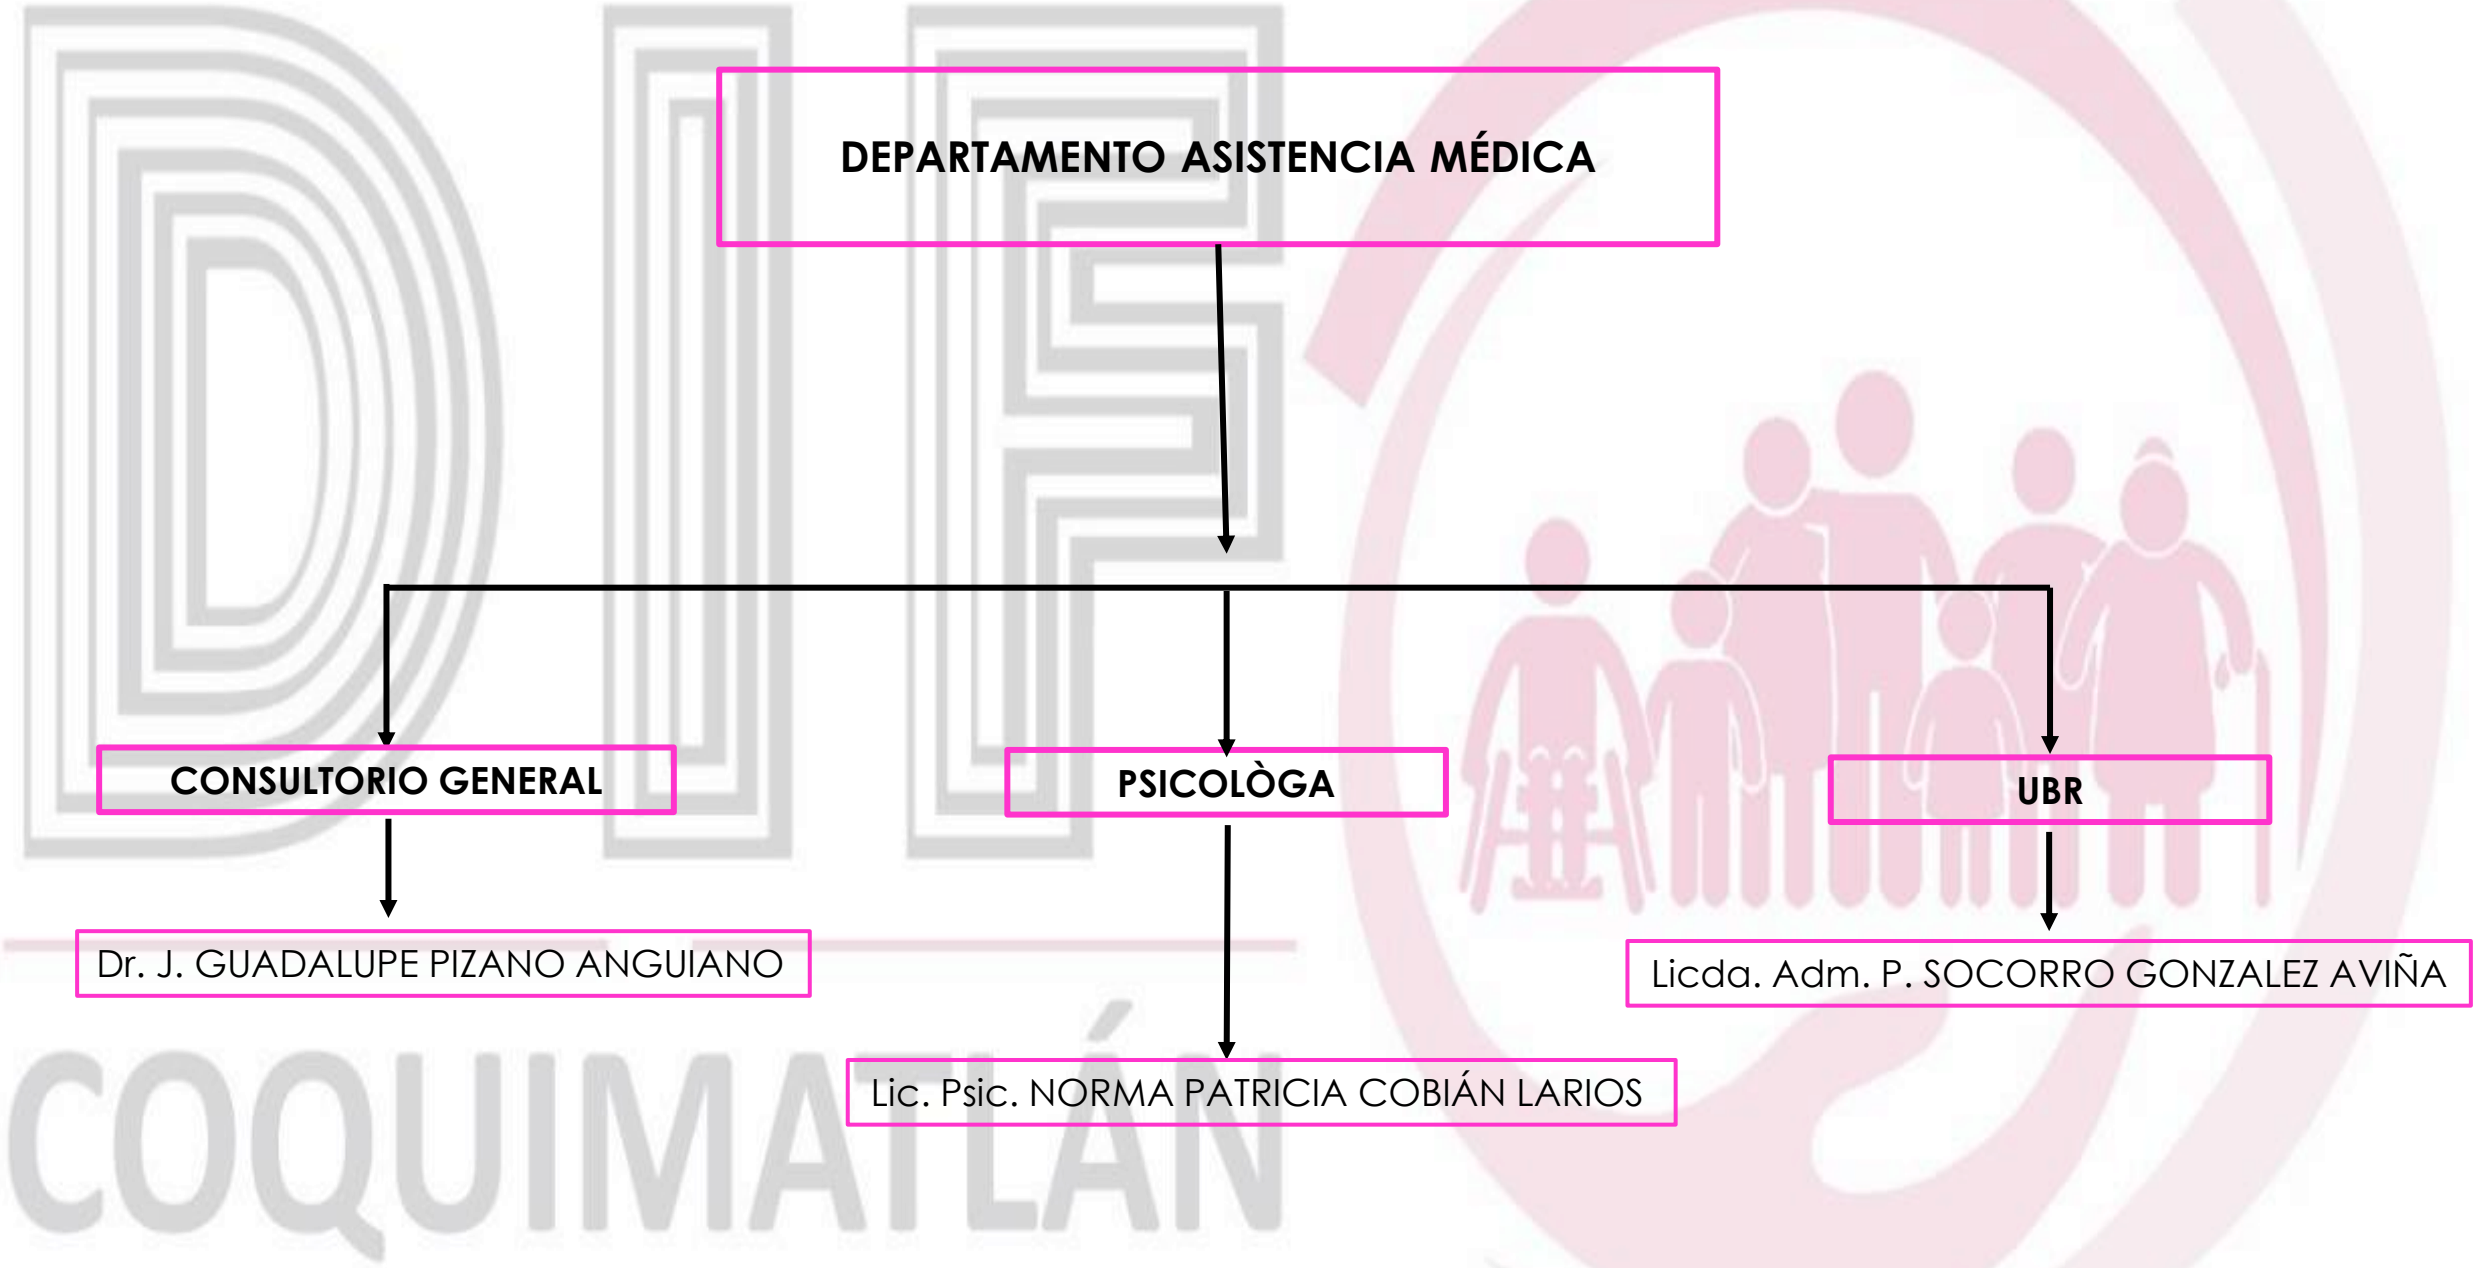 DIF
DEPARTAMENTO ASISTENCIA MÉDICA
CONSULTORIO GENERAL
PSICOLÒGA
UBR
Dr. J. GUADALUPE PIZANO ANGUIANO
Licda. Adm. P. SOCORRO GONZALEZ AVIÑA
Lic. Psic. NORMA PATRICIA COBIÁN LARIOS
COQUIMATLÁN